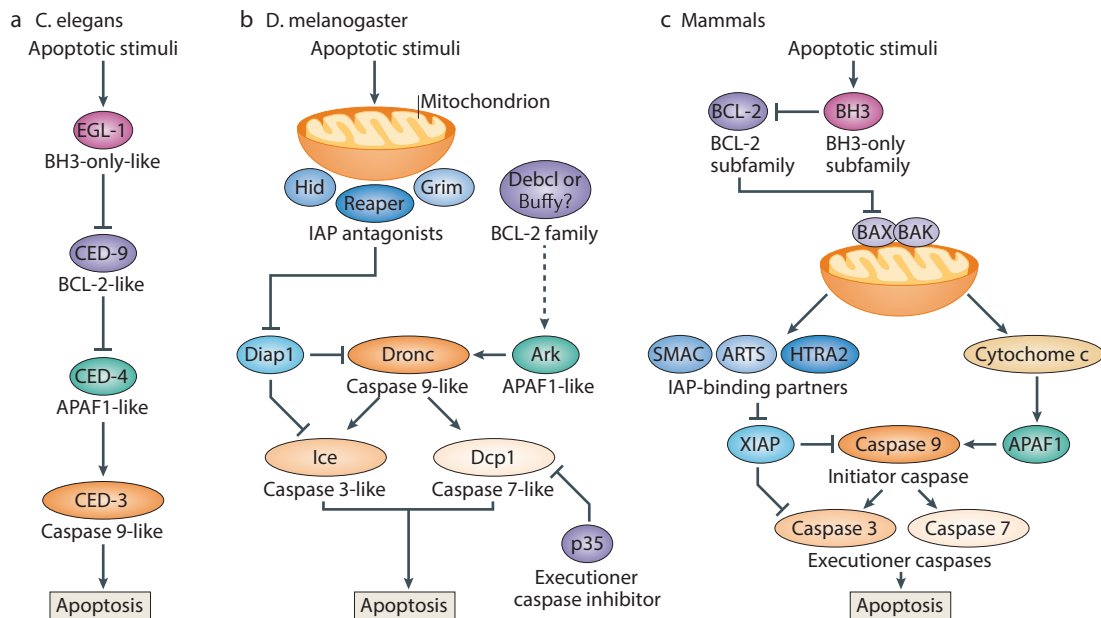 a C. elegans
Apoptotic stimuli
EGL-1
BH3-only-like
CED-9
BCL-2-like
CED-4
APAF1-like
CED-3
Caspase 9-like
Apoptosis
b D. melanogaster
Apoptotic stimuli
Mitochondrion
Hid
Reaper
Grim
IAP antagonists
Debcl or
Buffy?
BCL-2 family
Diap1
Dronc
Caspase 9-like
Ark
APAF1-like
Ice
Caspase 3-like
Dcp1
Caspase 7-like
p35
Executioner
caspase inhibitor
Apoptosis
c Mammals
Apoptotic stimuli
BCL-2
BCL-2
subfamily
BH3
BH3-only
subfamily
BAX
BAK
SMAC
ARTS
HTRA2
IAP-binding partners
Cytochome c
XIAP
Caspase 9
Initiator caspase
APAF1
Caspase 3
Caspase 7
Executioner caspases
Apoptosis